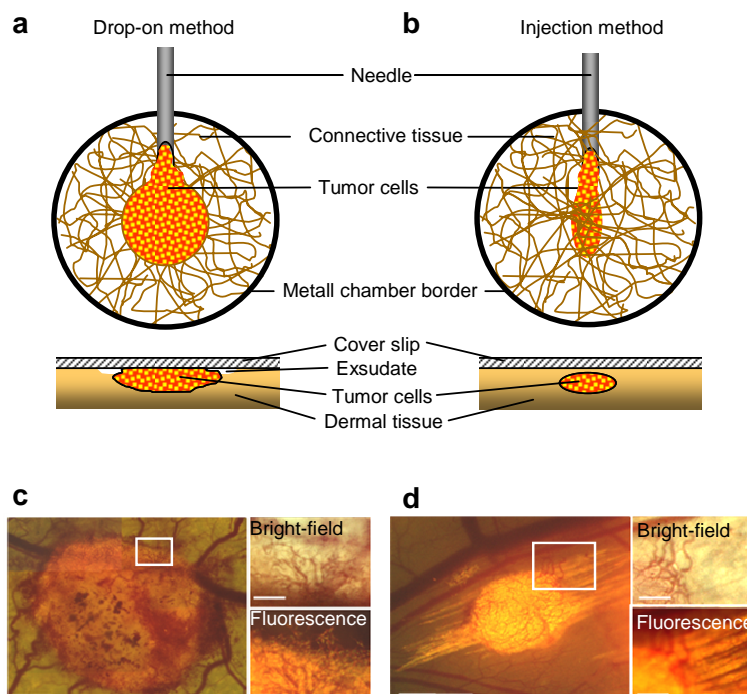 a
Drop-on method
b
Injection method
Needle
Connective tissue
Tumor cells
Metall chamber border
Cover slip
Exsudate
Tumor cells
Dermal tissue
c
Bright-field
Fluorescence
d
Bright-field
Fluorescence